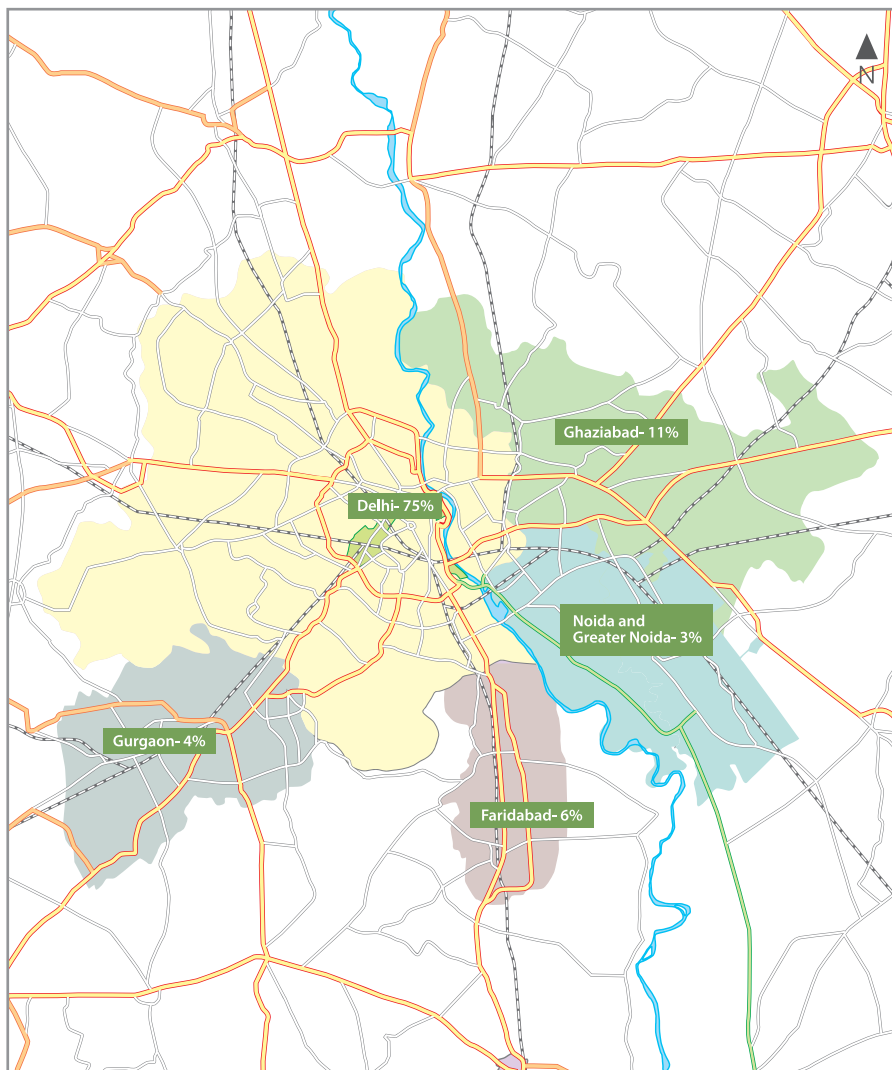 N
Ghaziabad- 11%
Delhi- 75%
Noida and
Greater Noida- 3%
Gurgaon- 4%
Faridabad- 6%